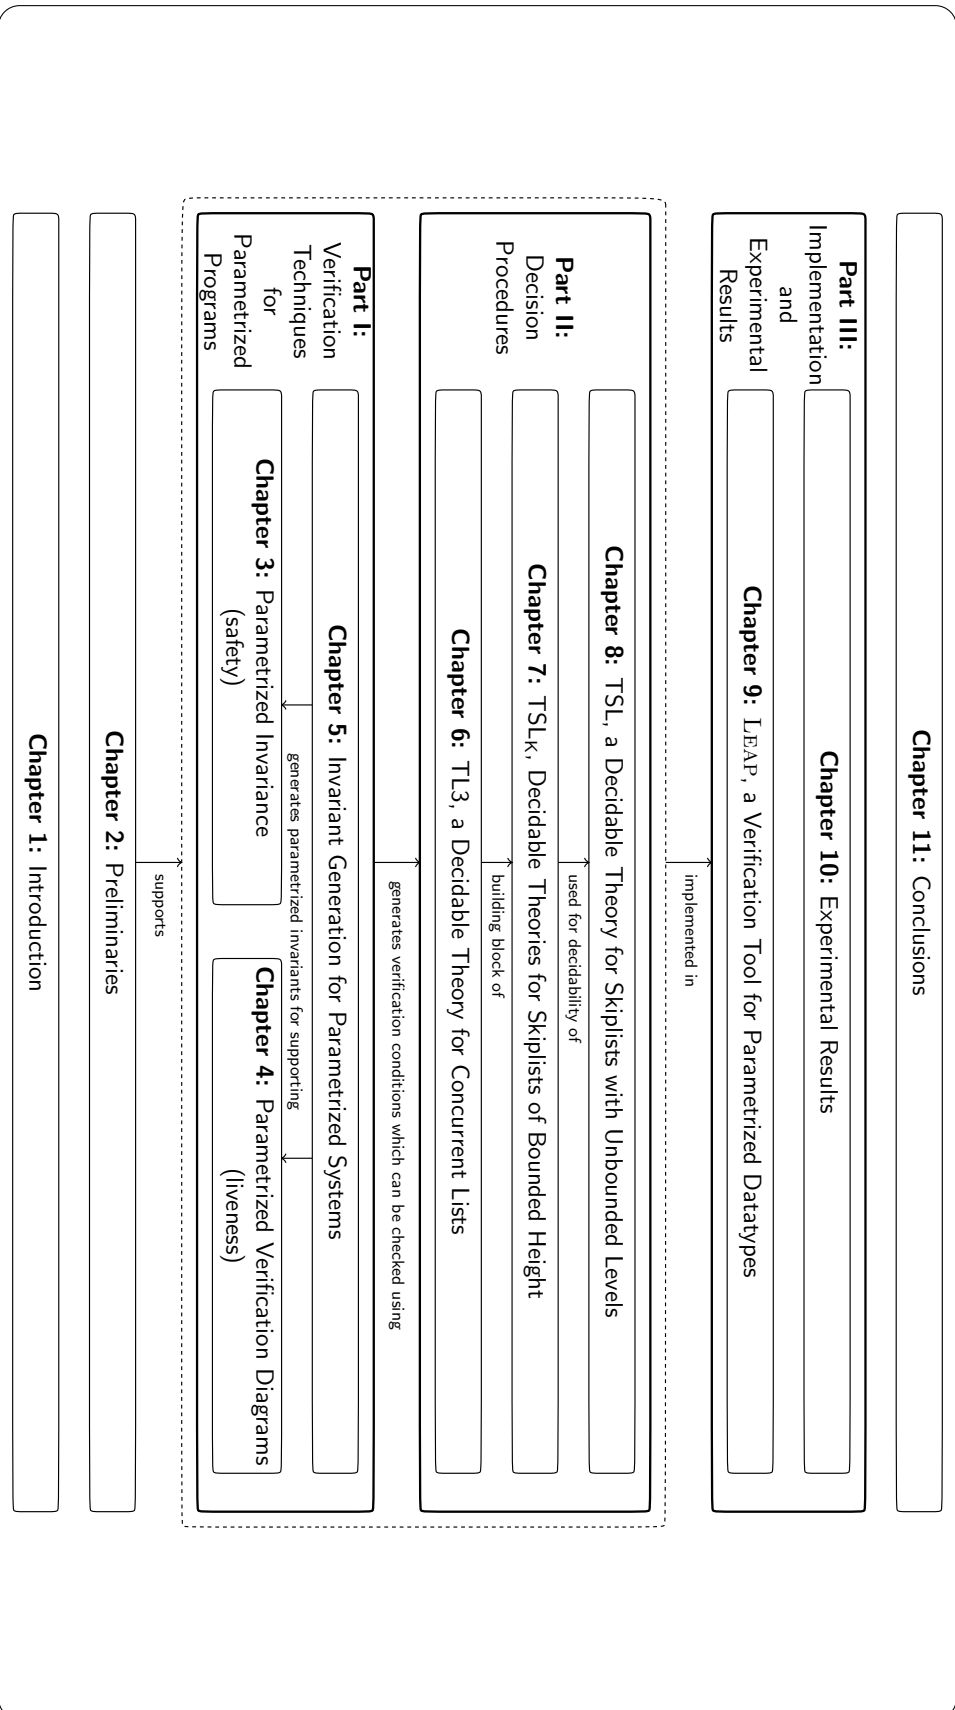 Chapter 11: Conclusions
Part III:
Implementation
and
Experimental
Results
Chapter 10: Experimental Results
Chapter 9: LEAP, a Verification Tool for Parametrized Datatypes
implemented in
Part II:
Decision
Procedures
Chapter 8: TSL, a Decidable Theory for Skiplists with Unbounded Levels
used for decidability of
Chapter 7: TSL_K, Decidable Theories for Skiplists of Bounded Height
building block of
Chapter 6: TL3, a Decidable Theory for Concurrent Lists
generates verification conditions which can be checked using
Part I:
Verification
Techniques
for
Parametrized
Programs
Chapter 5: Invariant Generation for Parametrized Systems
generates parametrized invariants for supporting
Chapter 3: Parametrized Invariance
(safety)
Chapter 4: Parametrized Verification Diagrams
(liveness)
supports
Chapter 2: Preliminaries
Chapter 1: Introduction